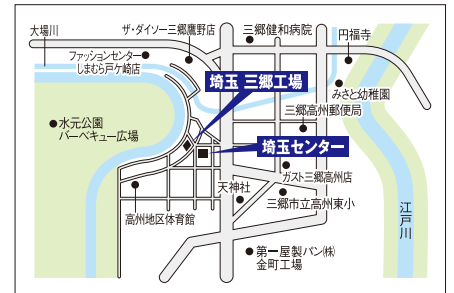 大場川
ザ・ダイソー三郷鷹野店
三郷健和病院
円福寺
ファッションセンター
しまむら戸ケ崎店
埼玉 三郷工場
みさと幼稚園
三郷高州郵便局
水元公園
バーベキュー広場
埼玉センター
ガスト三郷高州店
天神社
三郷市立高州東小
高州地区体育館
江戸川
第一屋製パン㈱
金町工場